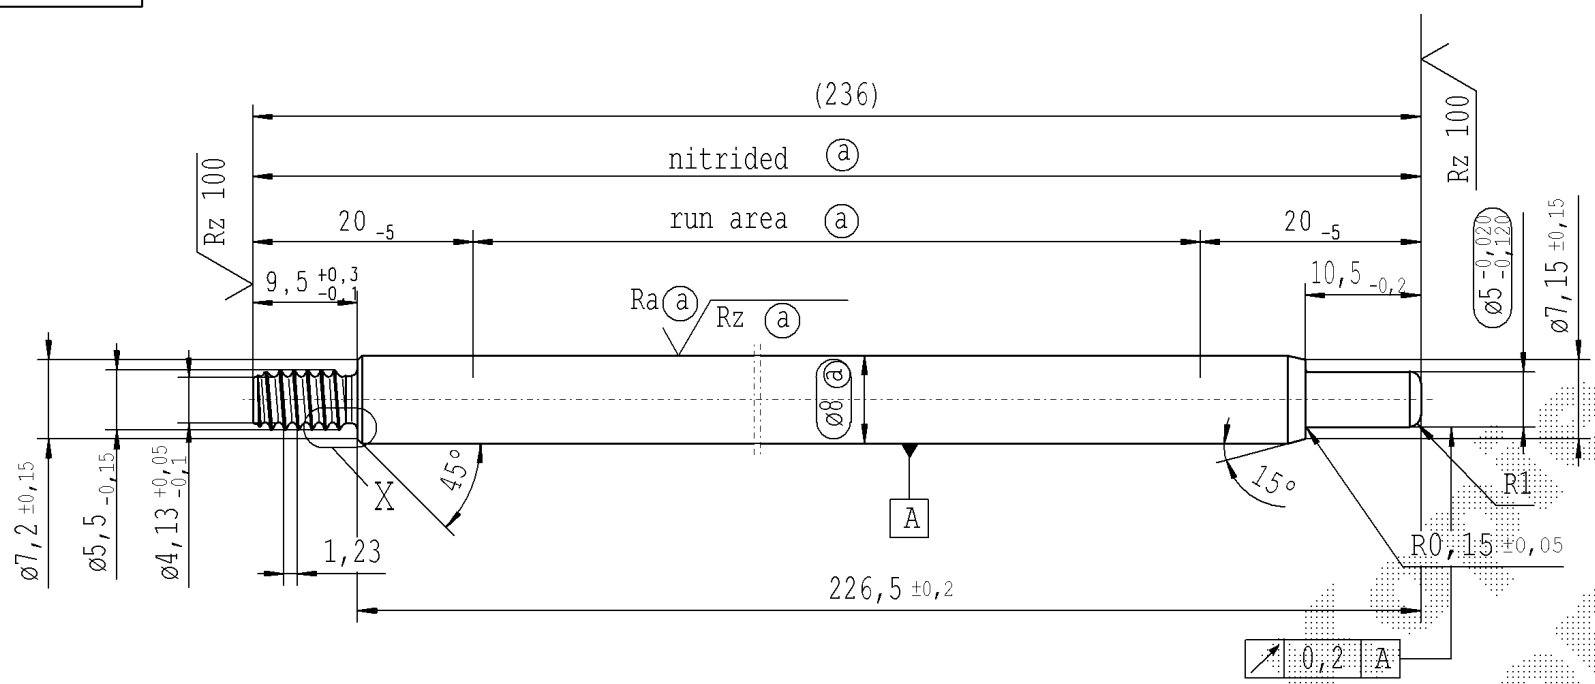 (236)
nitrided a
Rz 100
Rz 100
20 -5
run area a
20 -5
9,5 +0,3 -0,1
10,5 -0,2
ø5 -0,020 -0,120
ø7,15 ±0,15
Ra a
Rz a
ø8 a
ø7,2 ±0,15
ø5,5 -0,15
ø4,13 +0,05 -0,1
X
45°
A
15°
R1
1,23
R0,15 ±0,05
226,5 ±0,2
0,2 A